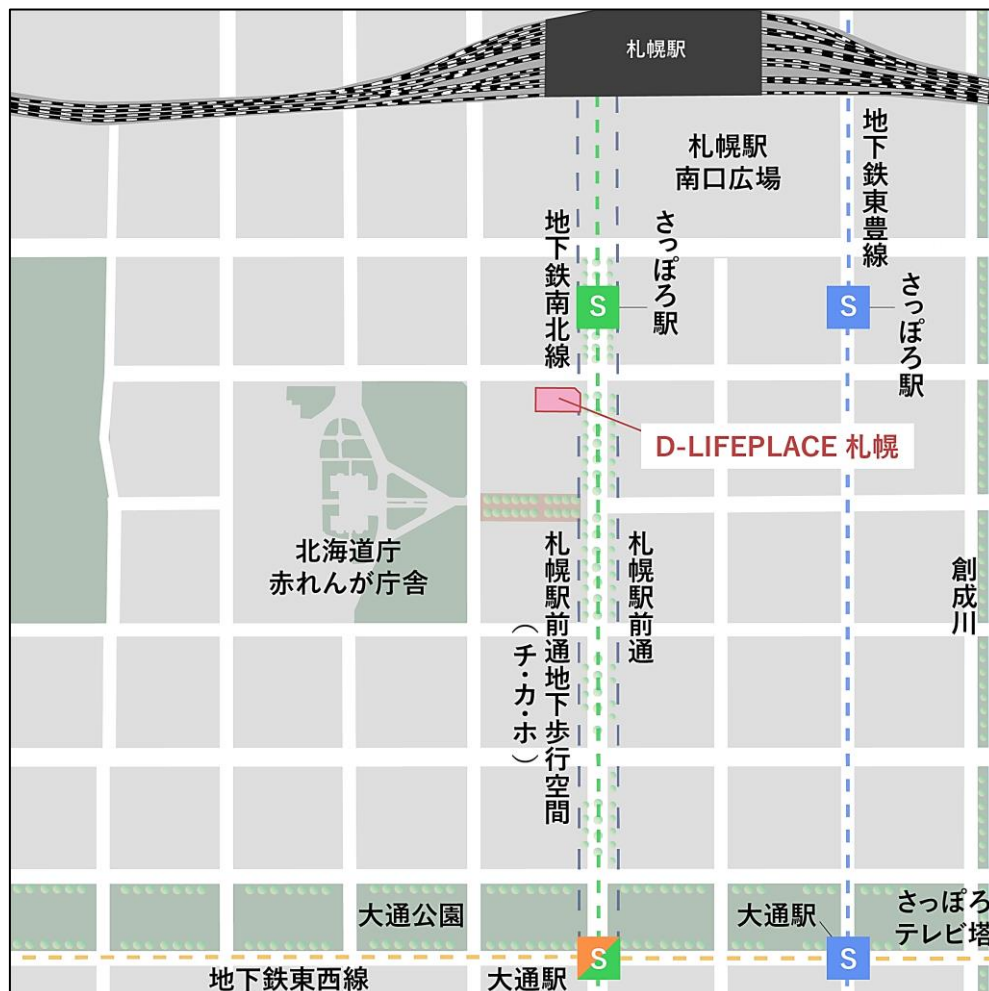 札幌駅
札幌駅
南口広場
地下鉄東豊線
地下鉄南北線
さっぽろ駅
S
S
さっぽろ駅
D-LIFEPLACE 札幌
北海道庁
赤れんが庁舎
札幌駅前通地下歩行空間
（チ・カ・ホ）
札幌駅前通
創成川
大通公園
大通駅
さっぽろ
テレビ塔
地下鉄東西線
大通駅
S
S